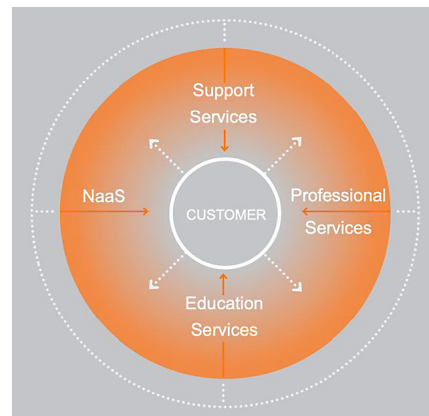 Support
Services
NaaS
CUSTOMER
Professional
Services
Education
Services